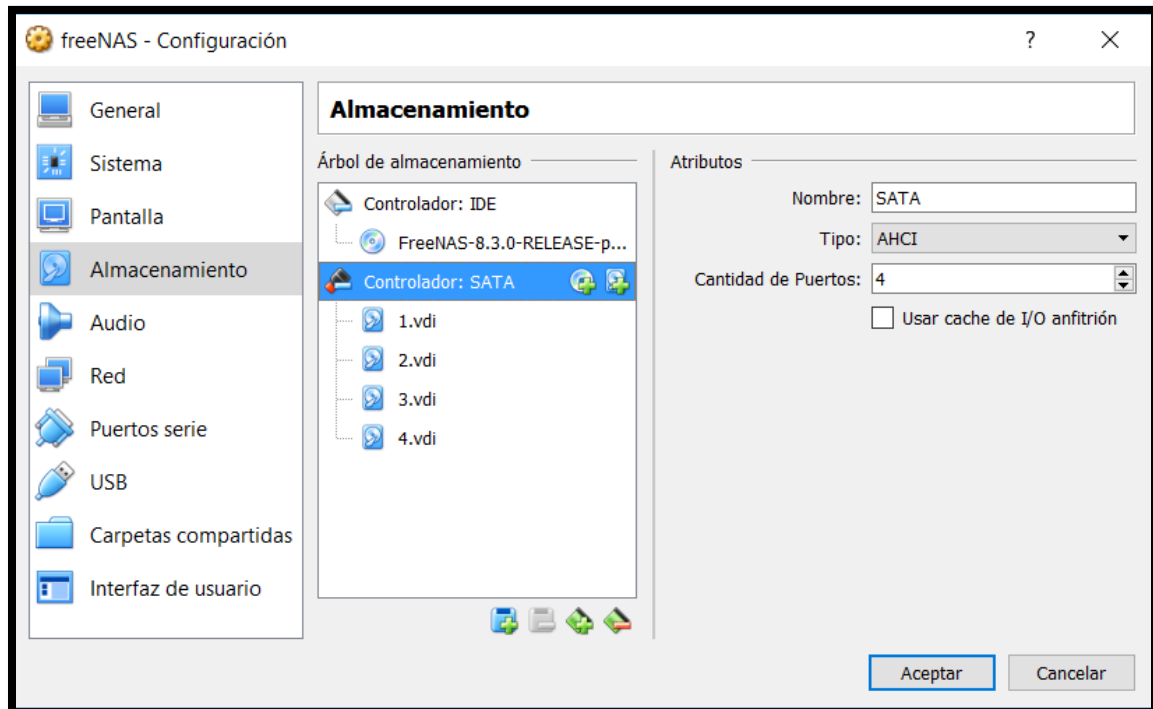 freeNAS - Configuración
?
General
Sistema
Pantalla
Almacenamiento
Audio
Red
Puertos serie
USB
Carpetas compartidas
Interfaz de usuario
Almacenamiento
Árbol de almacenamiento
Controlador: IDE
FreeNAS-8.3.0-RELEASE-p...
Controlador: SATA
1.vdi
2.vdi
3.vdi
4.vdi
Atributos
Nombre: SATA
Tipo: AHCI
Cantidad de Puertos: 4
Usar cache de I/O anfitrión
Aceptar
Cancelar